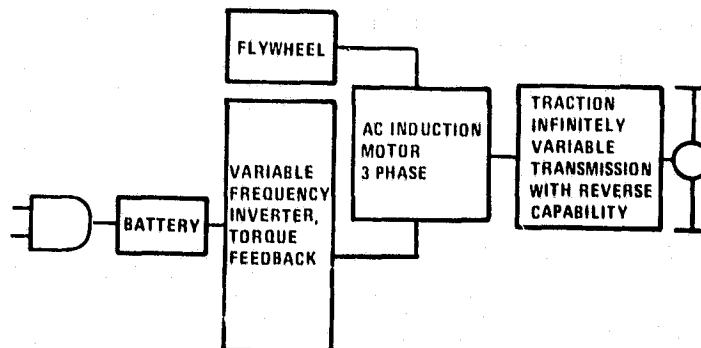 FLYWHEEL
AC INDUCTION
MOTOR
3 PHASE
TRACTION
INFINITELY
VARIABLE
TRANSMISSION
WITH REVERSE
CAPABILITY
BATTERY
VARIABLE
FREQUENCY
INVERTER,
TORQUE
FEEDBACK